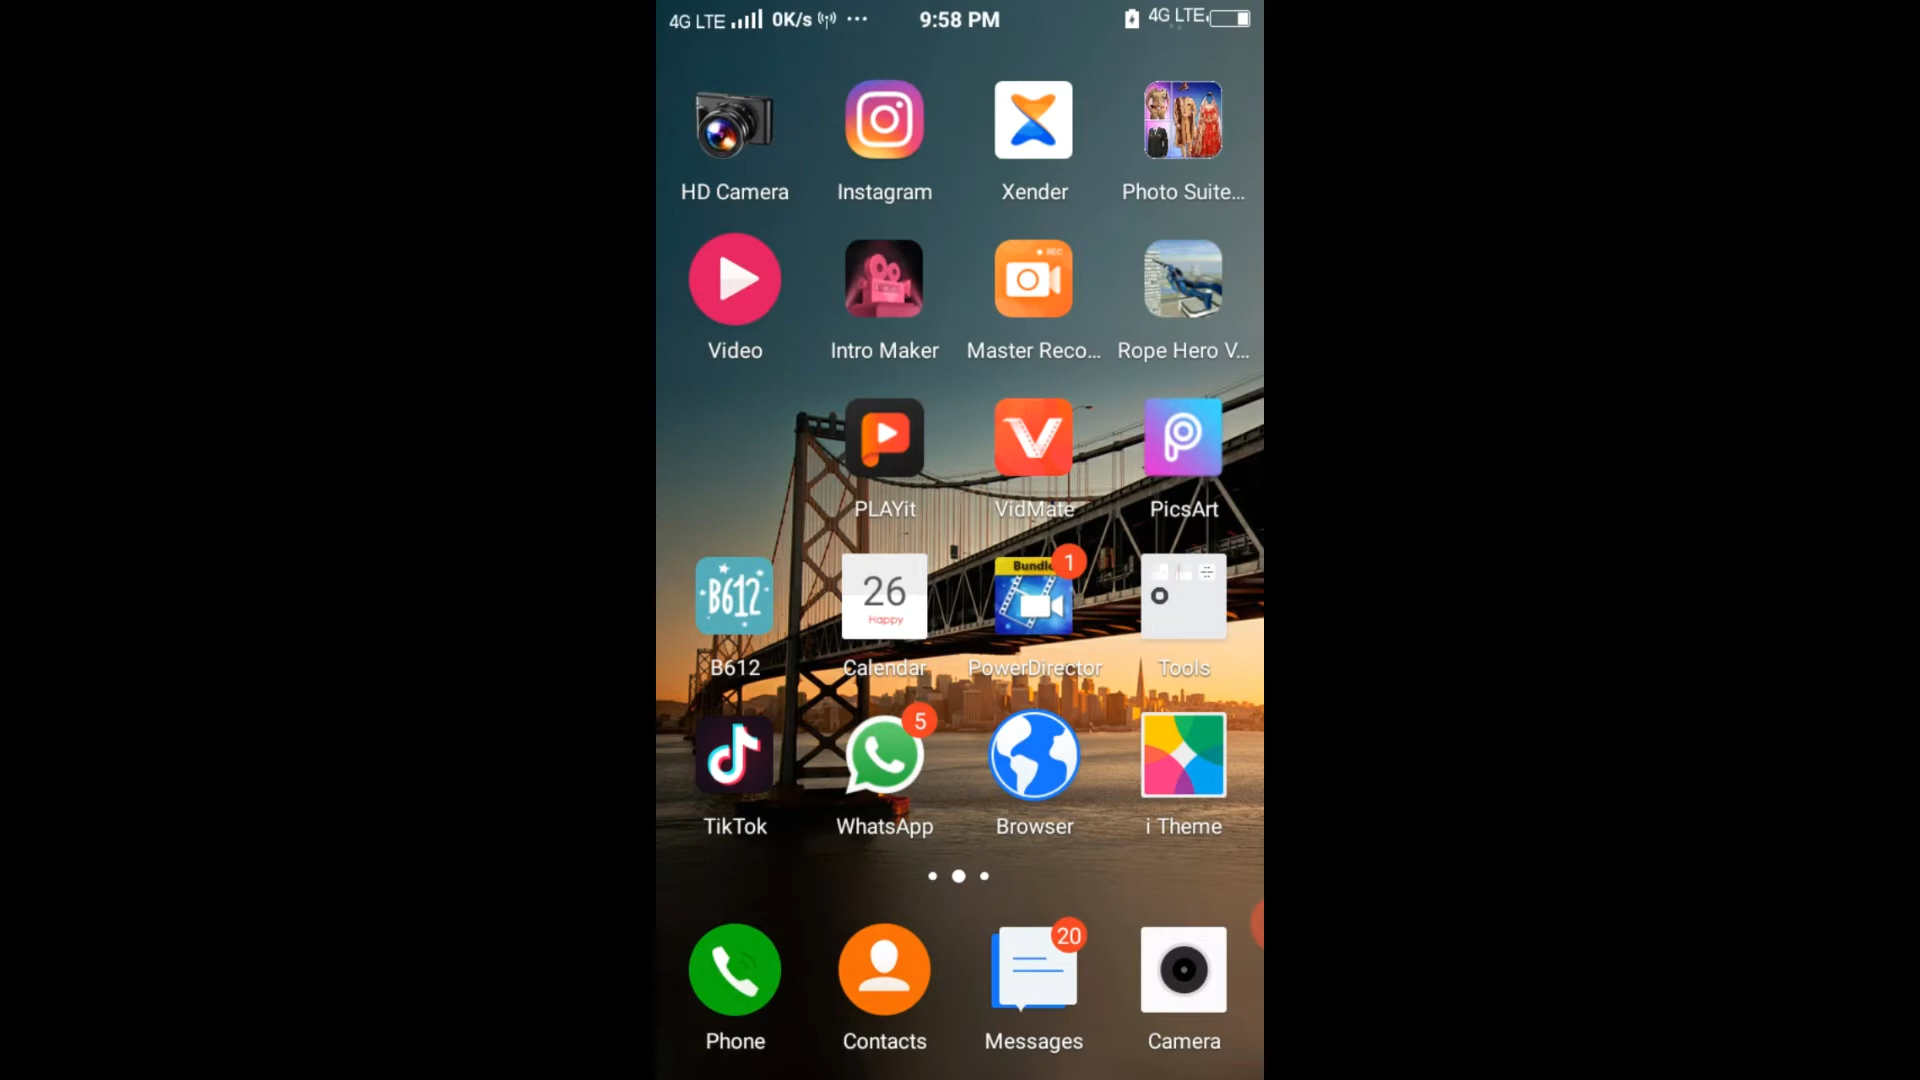 4G LTE 0K/s ... 9:58 PM 4G LTE
HD Camera Instagram Xender Photo Suite...
REC
Video Intro Maker Master Reco... Rope Hero V...
PLAYit VidMate PicsArt
B612 26 Happy Bundle 1
B612 Calendar PowerDirector Tools
5
TikTok WhatsApp Browser i Theme
20
Phone Contacts Messages Camera